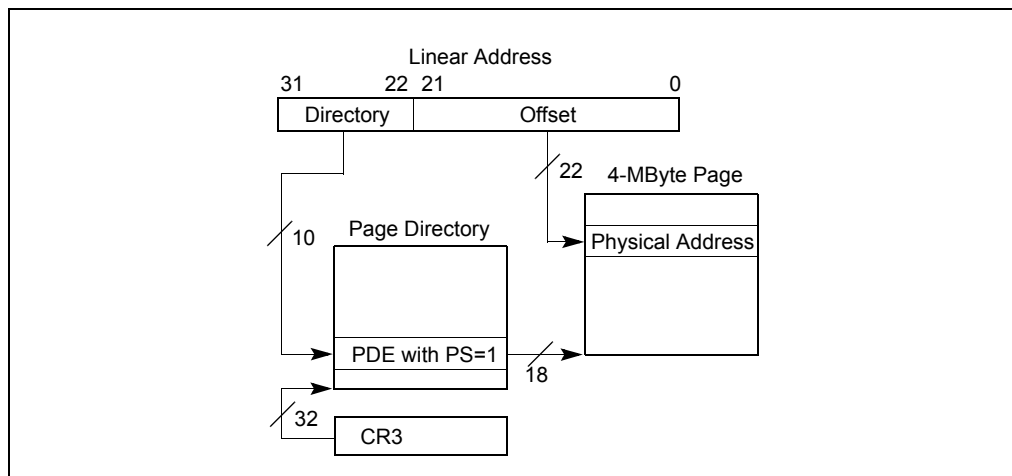 Linear Address
31 22 21 0
Directory Offset
22 4-MByte Page
10 Page Directory Physical Address
PDE with PS=1
18
32 CR3